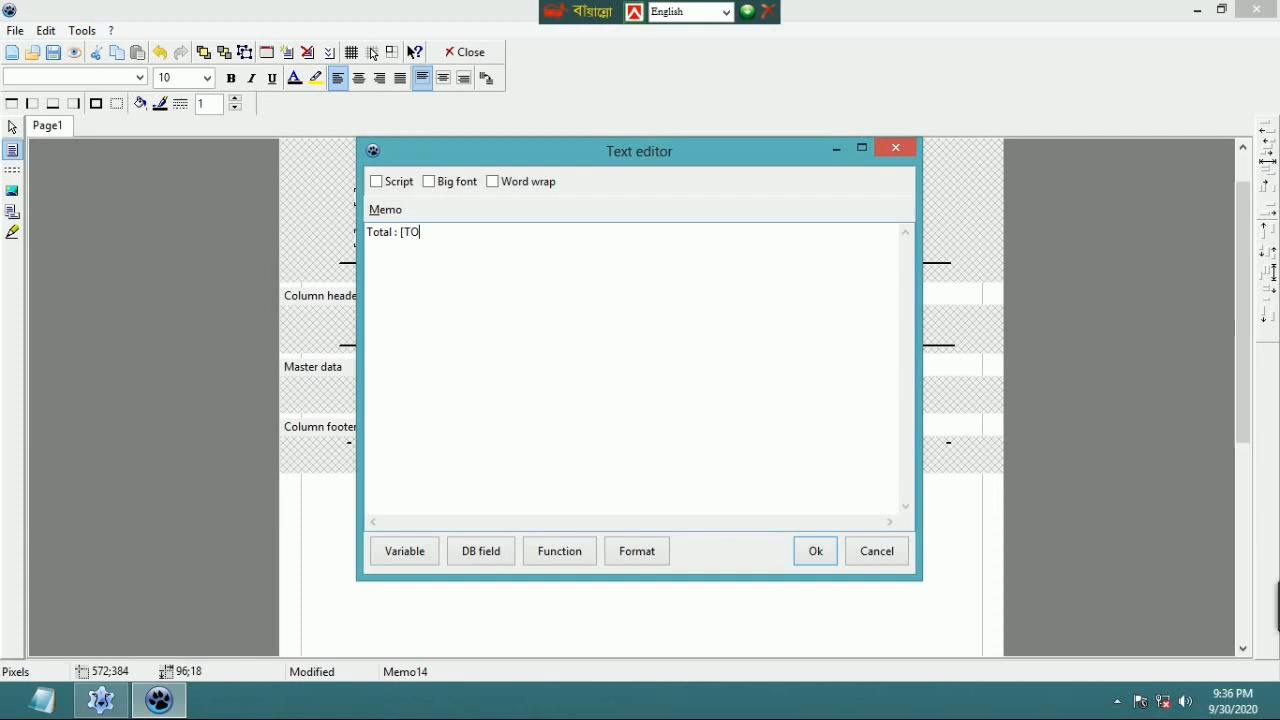 বায়ান্নো
English
File Edit Tools ?
Close
10
1
Page1
Text editor
Script Big font Word wrap
Memo
Total : [TO
Column heade
Master data
Column footer
Variable DB field Function Format Ok Cancel
Pixels 572;384 96;18 Modified Memo14
9:36 PM
9/30/2020